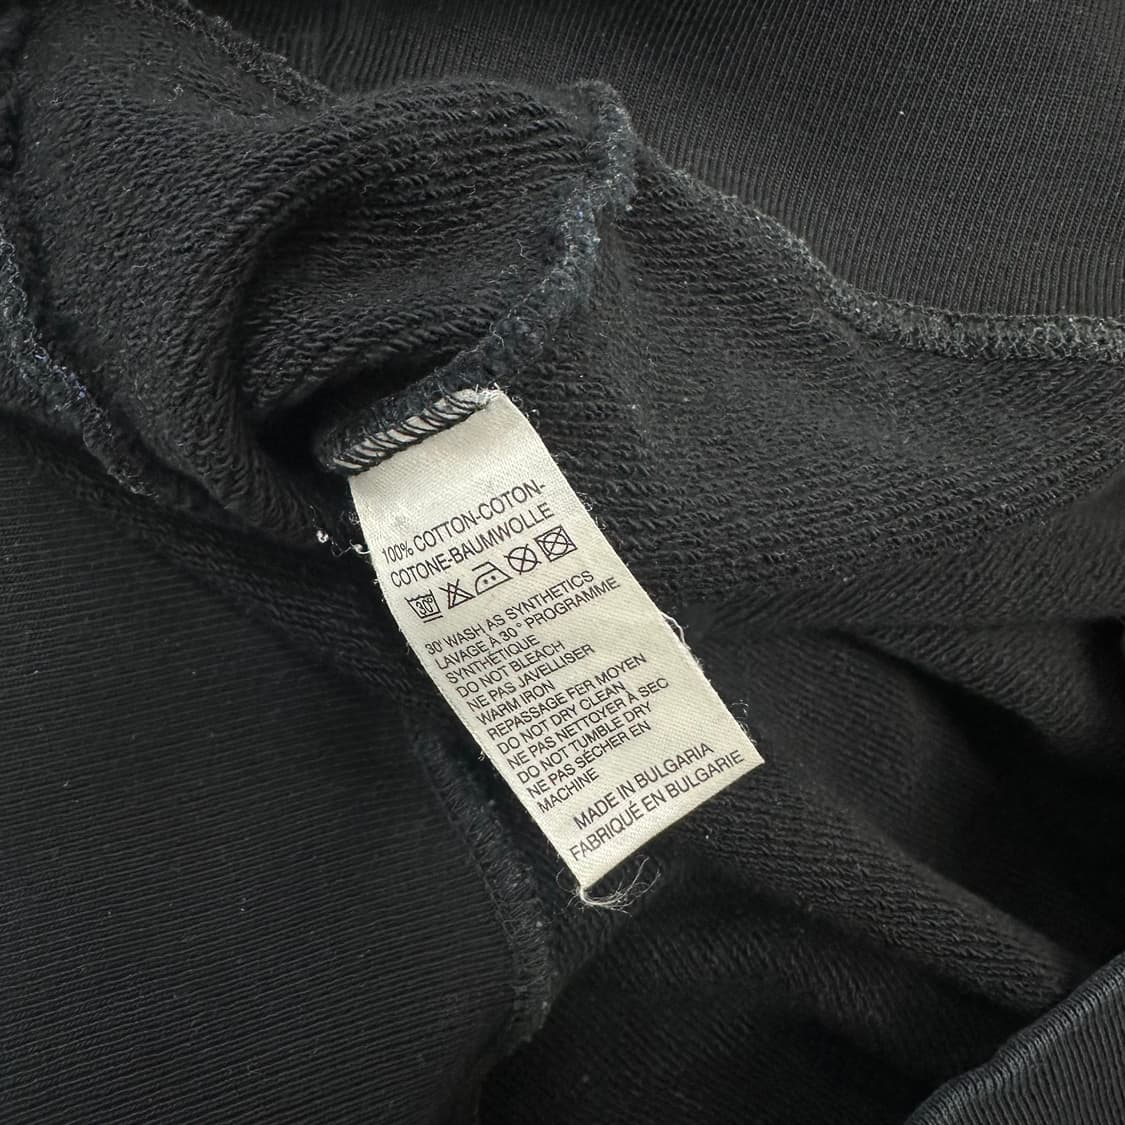 100% COTTON-COTON-
COTONE-BAUMWOLLE
30°
30' WASH AS SYNTHETICS
LAVAGE À 30° PROGRAMME
SYNTHÉTIQUE
DO NOT BLEACH
NE PAS JAVELLISER
WARM IRON
REPASSAGE FER MOYEN
DO NOT DRY CLEAN
NE PAS NETTOYER À SEC
DO NOT TUMBLE DRY
NE PAS SÉCHER EN
MACHINE
MADE IN BULGARIA
FABRIQUÉ EN BULGARIE